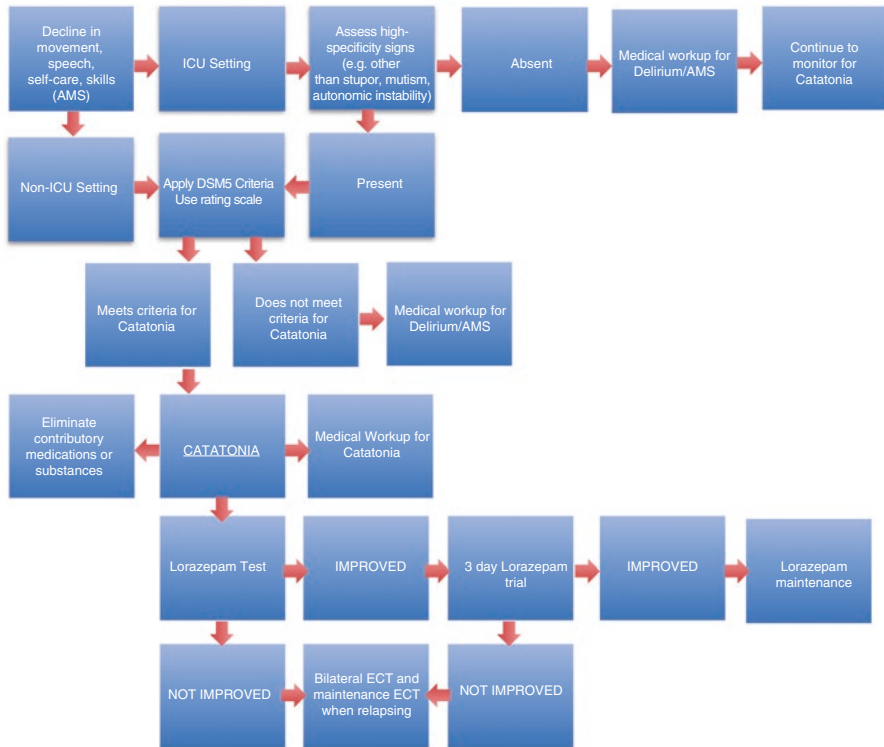 Decline in
movement,
speech,
self-care, skills
(AMS)
ICU Setting
Assess high-
specificity signs
(e.g. other
than stupor, mutism,
autonomic instability)
Absent
Medical workup for
Delirium/AMS
Continue to
monitor for
Catatonia
Non-ICU Setting
Apply DSM5 Criteria
Use rating scale
Present
Meets criteria for
Catatonia
Does not meet
criteria for
Catatonia
Medical workup for
Delirium/AMS
Eliminate
contributory
medications or
substances
CATATONIA
Medical Workup for
Catatonia
Lorazepam Test
IMPROVED
3 day Lorazepam
trial
IMPROVED
Lorazepam
maintenance
NOT IMPROVED
Bilateral ECT and
maintenance ECT
when relapsing
NOT IMPROVED